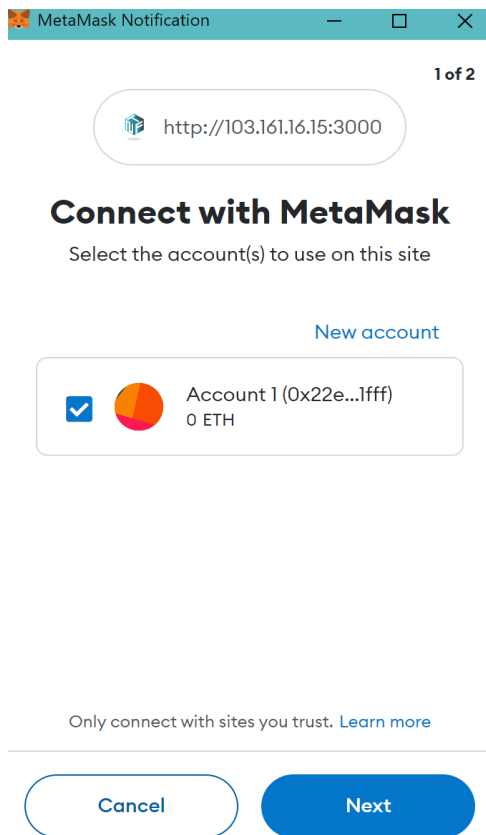 MetaMask Notification
1 of 2
http://103.161.16.15:3000
Connect with MetaMask
Select the account(s) to use on this site
New account
Account 1 (0x22e...1fff)
0 ETH
Only connect with sites you trust. Learn more
Cancel
Next